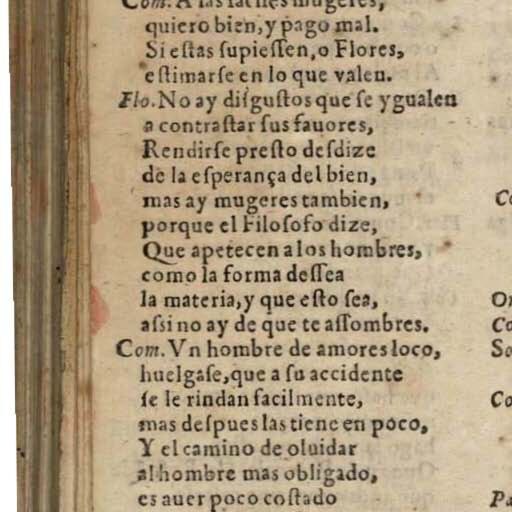 Com. A las faciles mugeres,
quiero bien, y pago mal.
Si estas supiessen, o Flores,
estimarse en lo que valen.
Flo. No ay disgustos que se ygualen
a contrastar sus fauores,
Rendirse presto desdize
de la esperança del bien,
mas ay mugeres tambien,
porque el Filosofo dize,
Que apetecen a los hombres,
como la forma dessea
la materia, y que esto sea,
assi no ay de que te assombres.
Com. Vn hombre de amores loco,
huelgase, que a su accidente
se le rindan facilmente,
mas despues las tiene en poco,
Y el camino de oluidar
al hombre mas obligado,
es auer poco costado
Co
Or
Co
So
Co
Pa